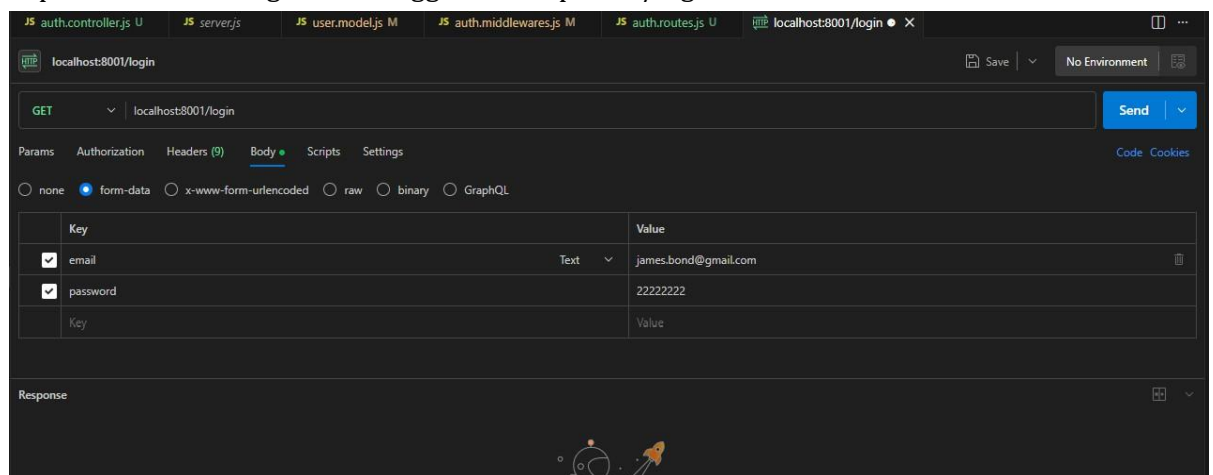 JS auth.controller.js U JS server.js JS user.model.js M JS auth.middlewares.js M JS auth.routes.js U HTTP localhost:8001/login
HTTP localhost:8001/login Save No Environment
GET localhost:8001/login Send
Params Authorization Headers (9) Body Scripts Settings Code Cookies
none form-data x-www-form-urlencoded raw binary GraphQL
Key Value
email Text james.bond@gmail.com
password 22222222
Key Value
Response